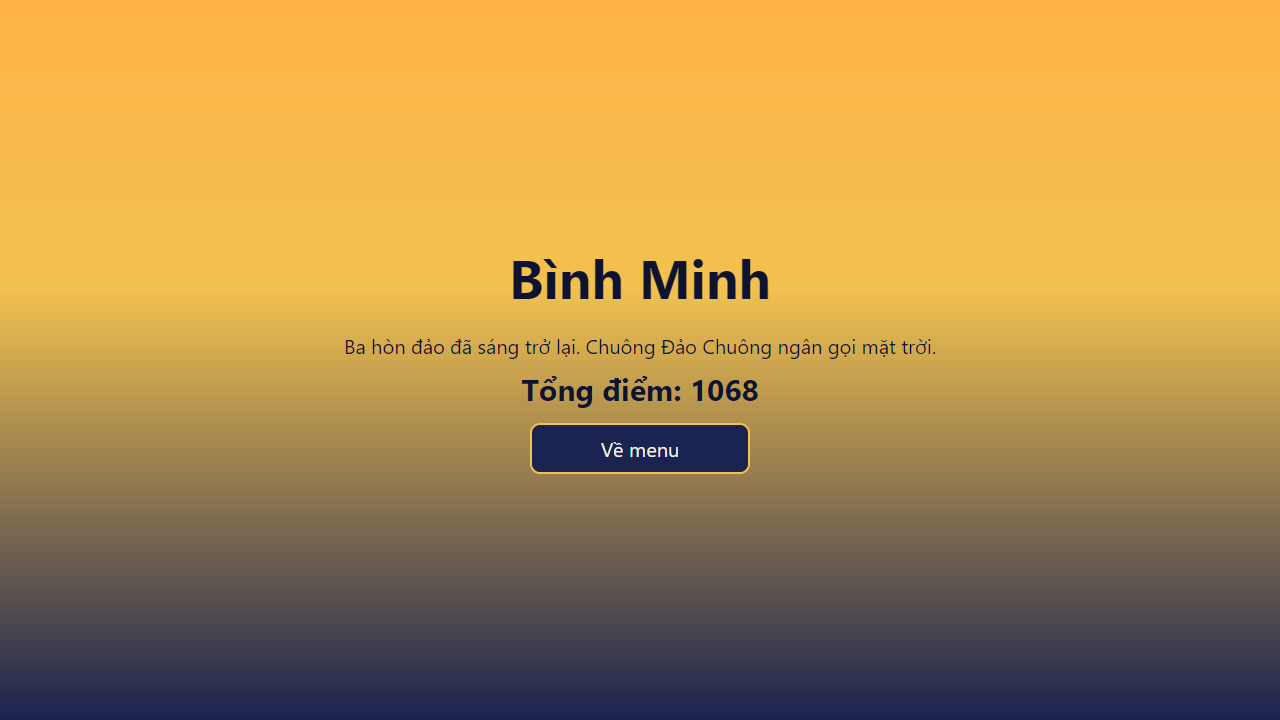 Bình Minh
Ba hòn đảo đã sáng trở lại. Chuông Đảo Chuông ngân gọi mặt trời.
Tổng điểm: 1068
Về menu